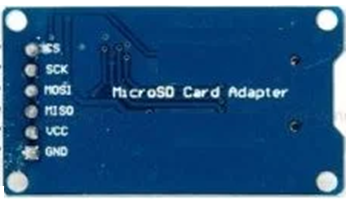 CS
SCK
MOSI
MicroSD Card Adapter
MISO
VCC
GND